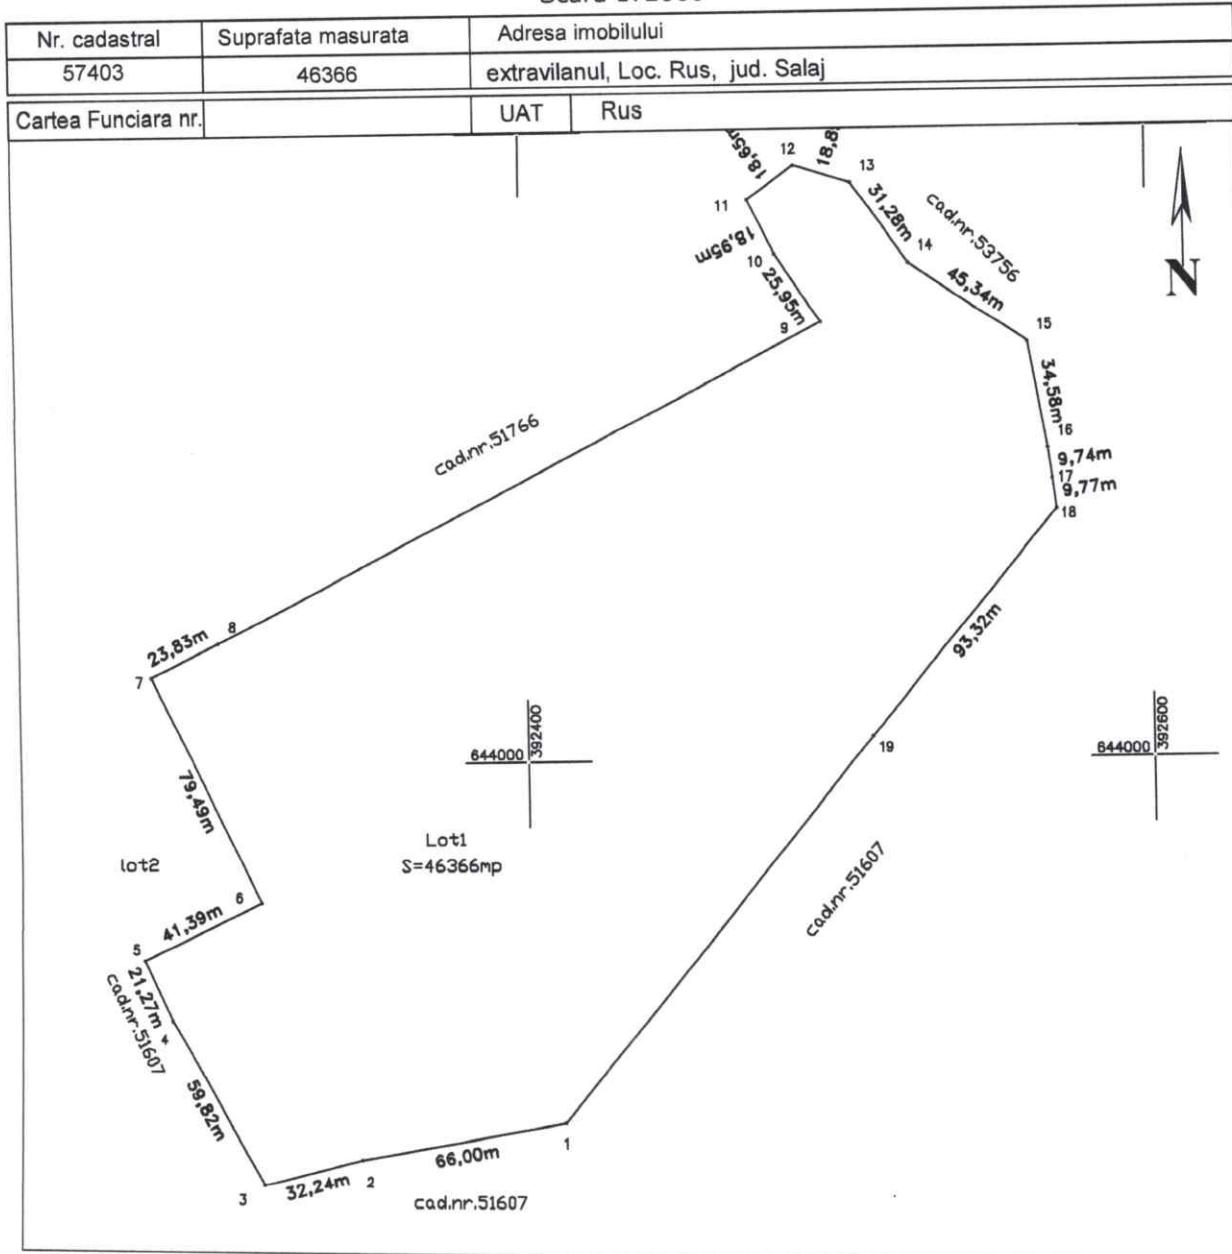 Nr. cadastral
Suprafata masurata
Adresa imobilului
57403
46366
extravilanul, Loc. Rus, jud. Salaj
Cartea Funciara nr.
UAT
Rus
12
13
18,65m
11
31,28m
cad.nr.53756
14
18,95m
10
25,95m
45,34m
9
15
34,58m
cad.nr.51766
16
9,74m
17
9,77m
18
N
8
23,83m
93,32m
7
392400
392600
644000
644000
19
79,49m
Lot1
lot2
S=46366mp
cad.nr.51607
6
41,39m
5
21,27m
cad.nr.51607
4
59,82m
1
66,00m
2
32,24m
3
cad.nr.51607